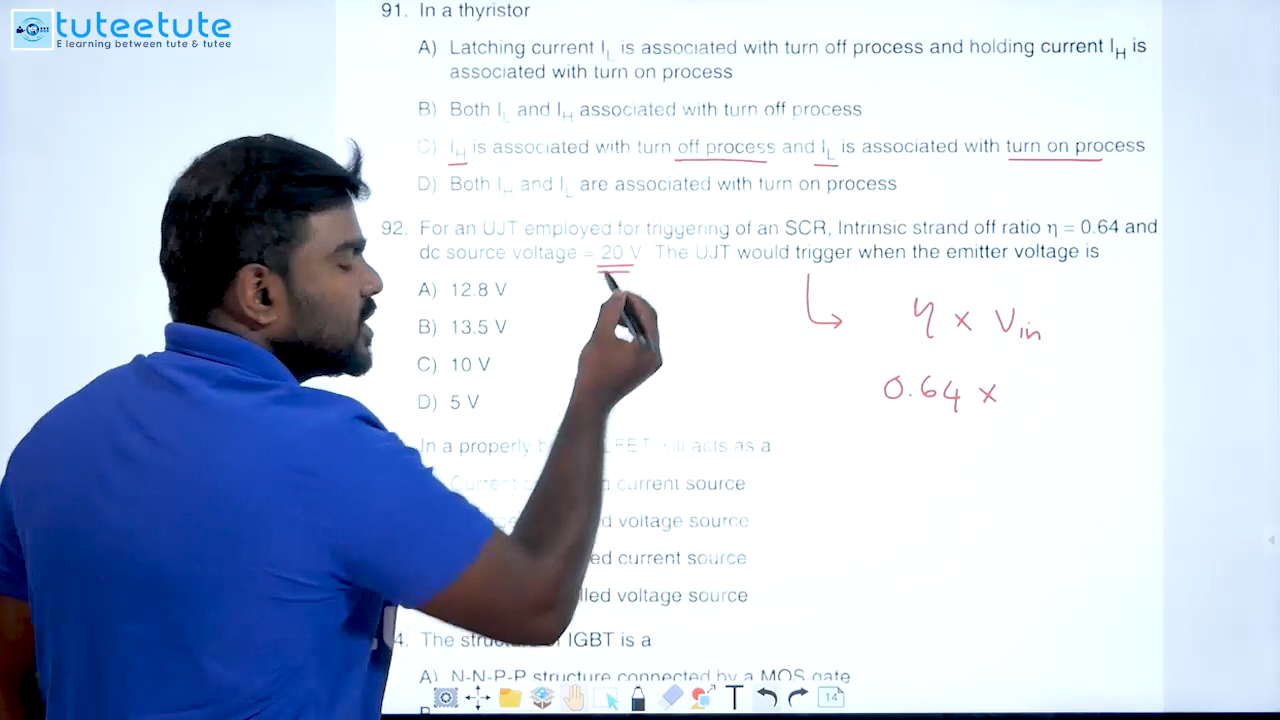 tuteetute
E learning between tute & tutee
91. In a thyristor
A) Latching current I_L is associated with turn off process and holding current I_H is
associated with turn on process
B) Both I_L and I_H associated with turn off process
C) I_H is associated with turn off process and I_L is associated with turn on process
D) Both I_H and I_L are associated with turn on process
92. For an UJT employed for triggering of an SCR, Intrinsic strand off ratio η = 0.64 and
dc source voltage = 20 V The UJT would trigger when the emitter voltage is
A) 12.8 V
B) 13.5 V
C) 10 V
D) 5 V
η x Vin
0.64 x
In a properly acts as a
current source
voltage source
current source
voltage source
4. The IGBT is a
A) N-N-P-P structure connected by a MOS gate
T
14